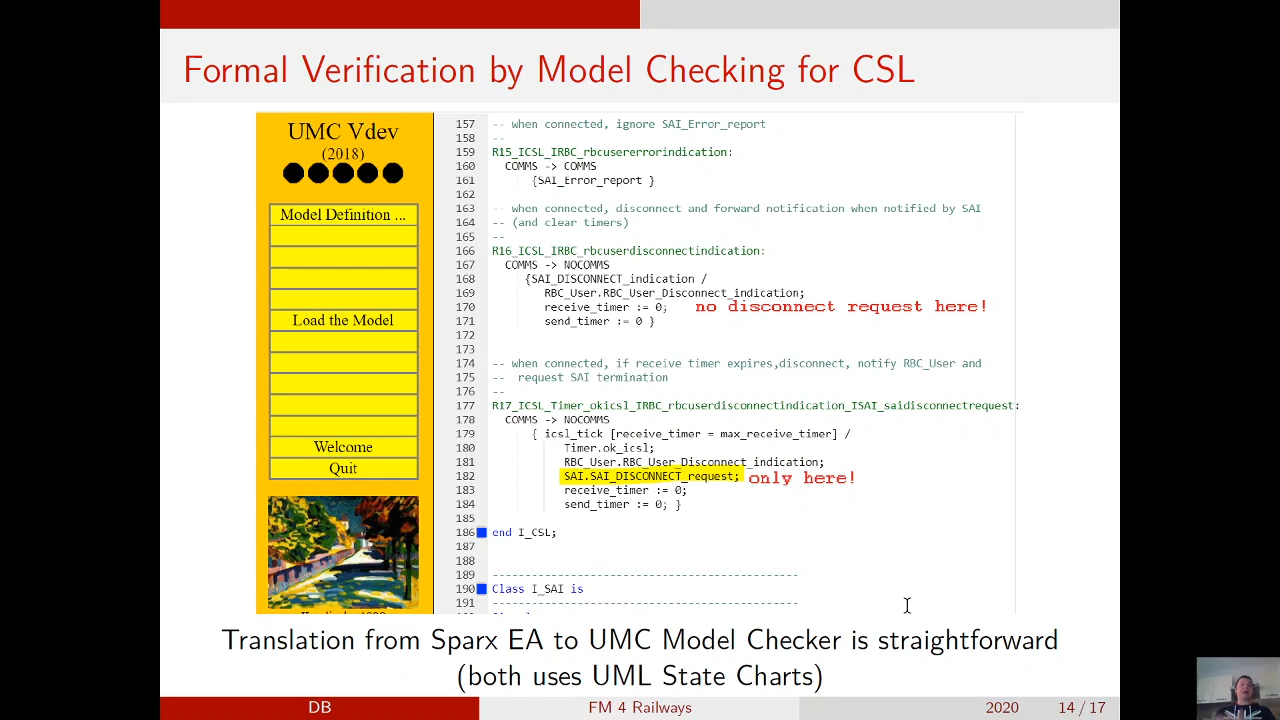 Formal Verification by Model Checking for CSL
UMC Vdev
(2018)
Model Definition ...
Load the Model
Welcome
Quit
157 -- when connected, ignore SAI_Error_report
158 --
159 R15_ICSL_IRBC_rbcusererrorindication:
160 COMMS -> COMMS
161 {SAI_Error_report }
162
163 -- when connected, disconnect and forward notification when notified by SAI
164 -- (and clear timers)
165 --
166 R16_ICSL_IRBC_rbcuserdisconnectindication:
167 COMMS -> NOCOMMS
168 {SAI_DISCONNECT_indication /
169 RBC_User.RBC_User_Disconnect_indication;
170 receive_timer := 0; no disconnect request here!
171 send_timer := 0 }
172
173
174 -- when connected, if receive timer expires,disconnect, notify RBC_User and
175 -- request SAI termination
176 --
177 R17_ICSL_Timer_okicsl_IRBC_rbcuserdisconnectindication_ISAI_saidisconnectrequest:
178 COMMS -> NOCOMMS
179 { icsl_tick [receive_timer = max_receive_timer] /
180 Timer.ok_icsl;
181 RBC_User.RBC_User_Disconnect_indication;
182 SAI.SAI_DISCONNECT_request; only here!
183 receive_timer := 0;
184 send_timer := 0; }
185
186 end I_CSL;
187
188
189 -----------------------------------------------
190 Class I_SAI is
191 -----------------------------------------------
Translation from Sparx EA to UMC Model Checker is straightforward
(both uses UML State Charts)
DB FM 4 Railways 2020 14 / 17